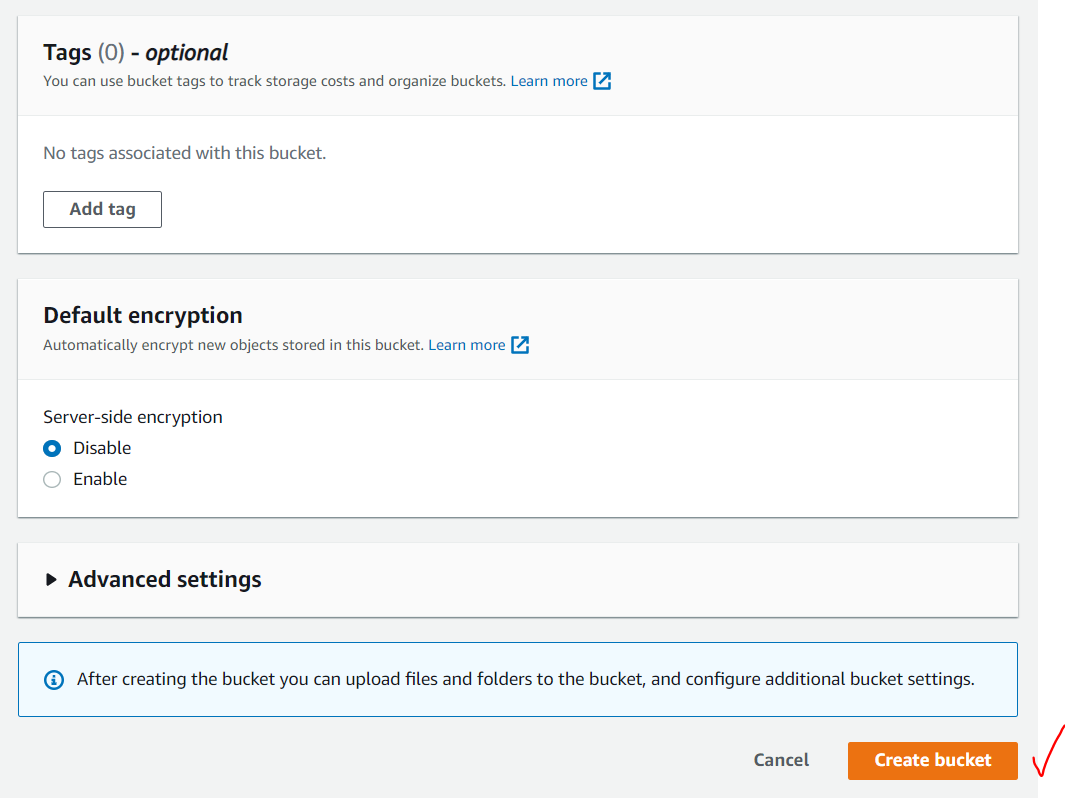 Tags (0) - optional
You can use bucket tags to track storage costs and organize buckets. Learn more
No tags associated with this bucket.
Add tag
Default encryption
Automatically encrypt new objects stored in this bucket. Learn more
Server-side encryption
Disable
Enable
Advanced settings
After creating the bucket you can upload files and folders to the bucket, and configure additional bucket settings.
Cancel
Create bucket